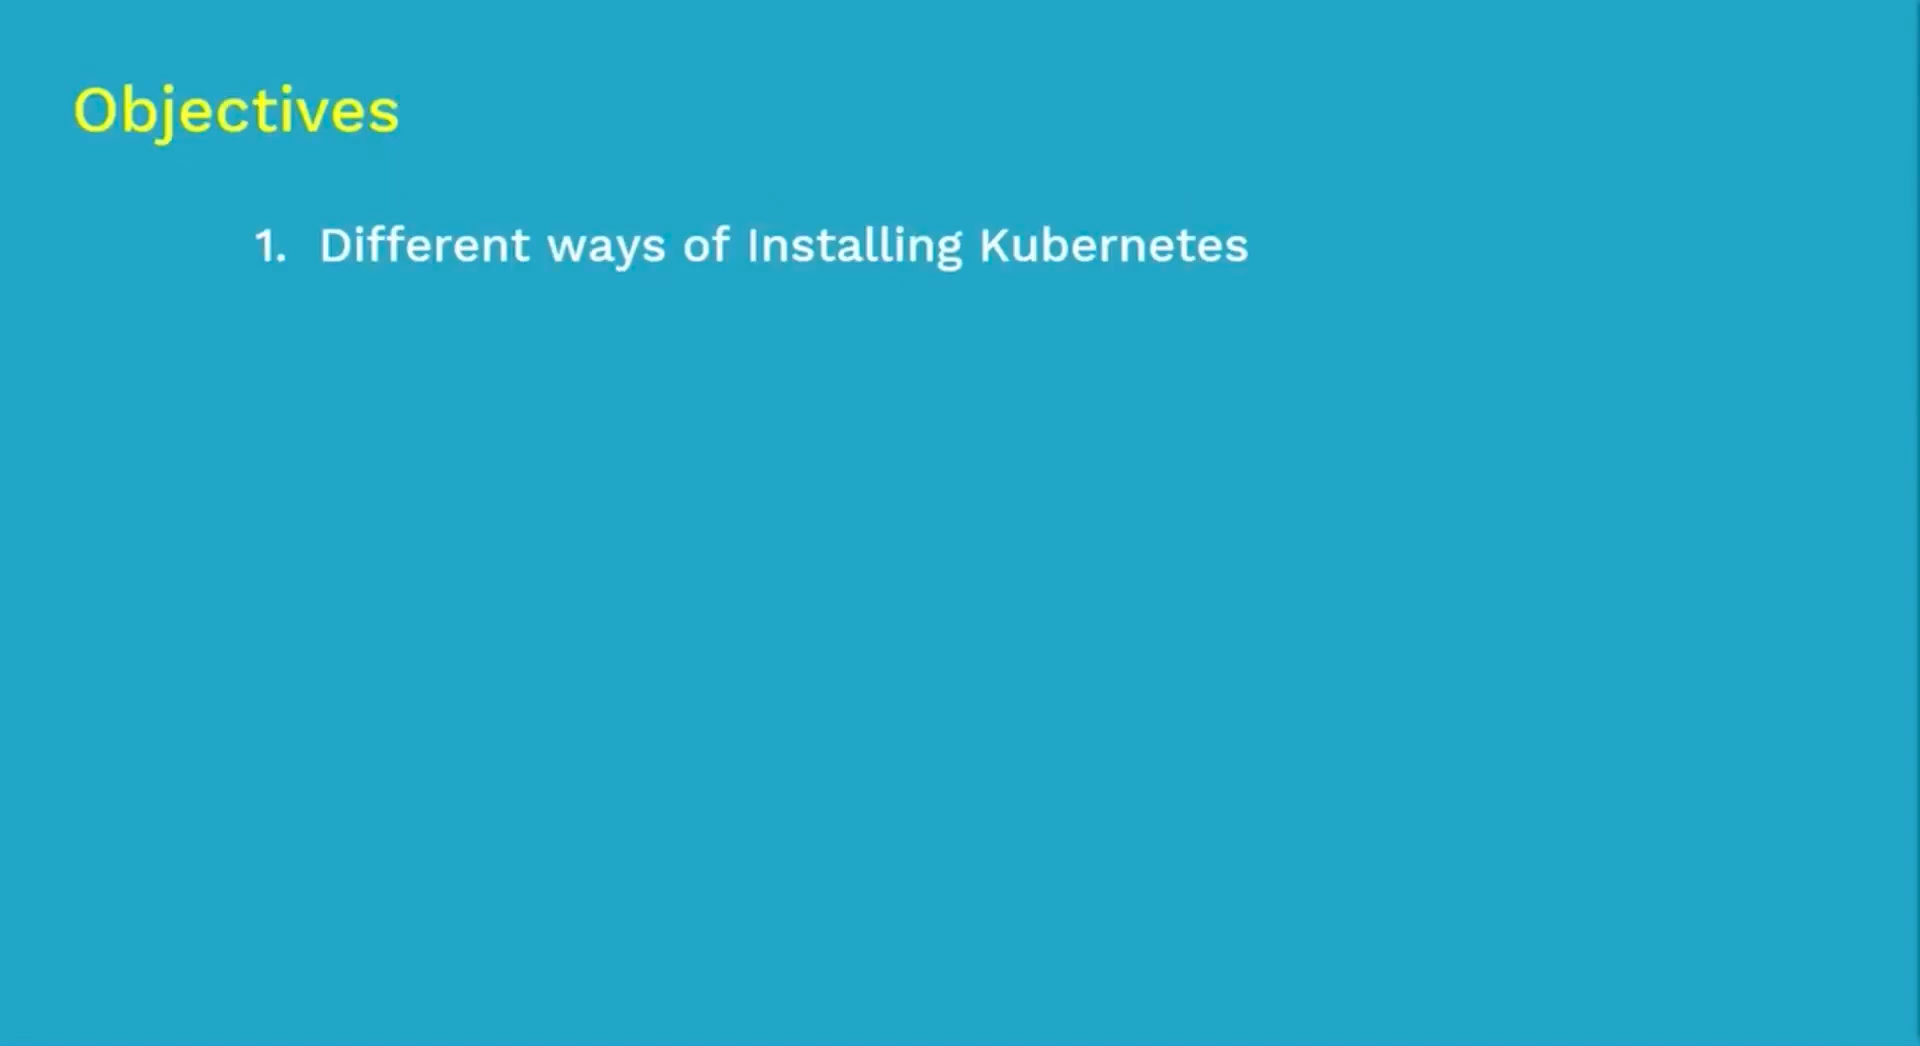 Objectives
1. Different ways of Installing Kubernetes